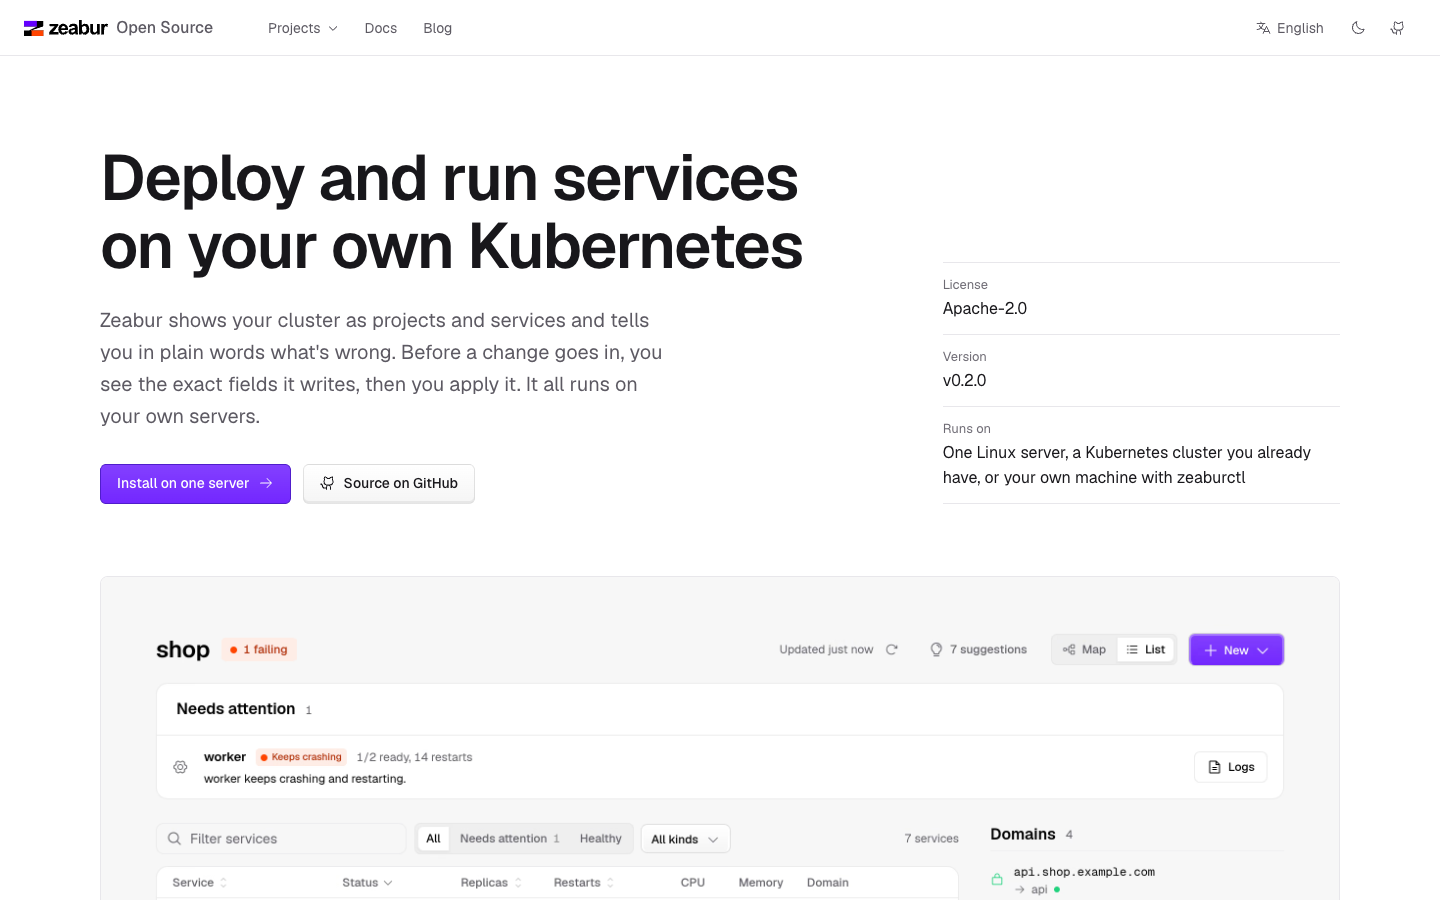 zeabur Open Source
Projects
Docs
Blog
English
Deploy and run services
on your own Kubernetes
Zeabur shows your cluster as projects and services and tells
you in plain words what's wrong. Before a change goes in, you
see the exact fields it writes, then you apply it. It all runs on
your own servers.
Install on one server
Source on GitHub
License
Apache-2.0
Version
v0.2.0
Runs on
One Linux server, a Kubernetes cluster you already
have, or your own machine with zeaburctl
shop
1 failing
Updated just now
7 suggestions
Map
List
New
Needs attention 1
worker
Keeps crashing
1/2 ready, 14 restarts
worker keeps crashing and restarting.
Logs
Filter services
All
Needs attention 1
Healthy
All kinds
7 services
Service
Status
Replicas
Restarts
CPU
Memory
Domain
Domains 4
api.shop.example.com
→ api